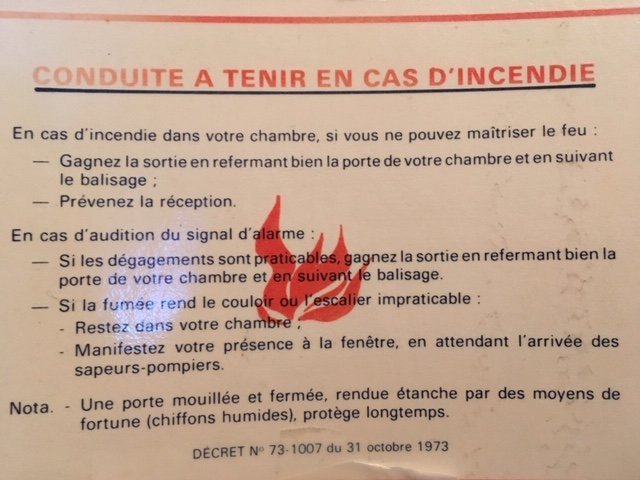 CONDUITE A TENIR EN CAS D'INCENDIE
En cas d'incendie dans votre chambre, si vous ne pouvez maîtriser le feu :
— Gagnez la sortie en refermant bien la porte de votre chambre et en suivant
le balisage ;
— Prévenez la réception.
En cas d'audition du signal d'alarme :
— Si les dégagements sont praticables, gagnez la sortie en refermant bien la
porte de votre chambre et en suivant le balisage.
— Si la fumée rend le couloir ou l'escalier impraticable :
- Restez dans votre chambre ;
- Manifestez votre présence à la fenêtre, en attendant l'arrivée des
sapeurs-pompiers.
Nota. - Une porte mouillée et fermée, rendue étanche par des moyens de
fortune (chiffons humides), protège longtemps.
DÉCRET Nº 73-1007 du 31 octobre 1973